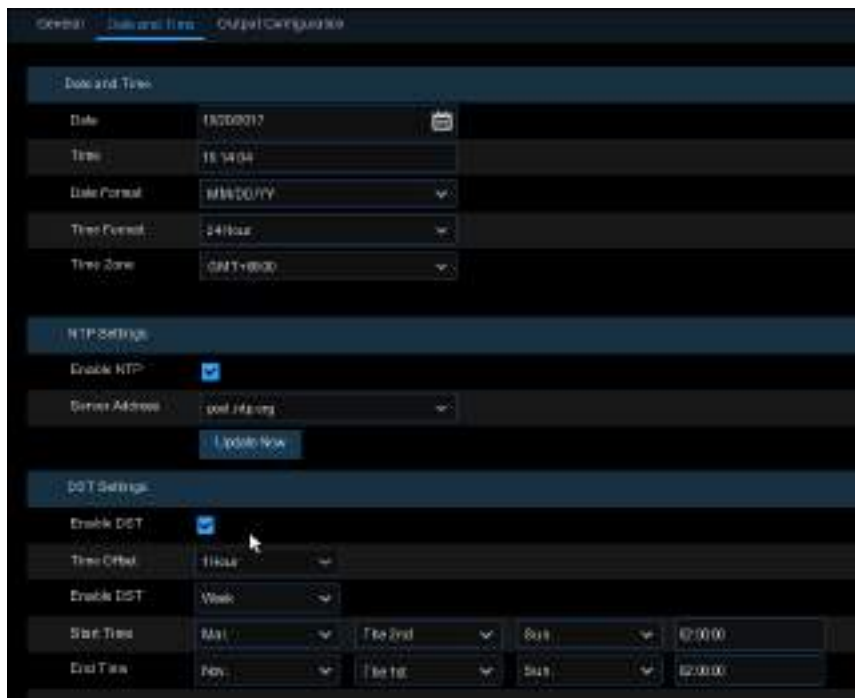 General Date and Time Output Configuration
Date and Time
Date
Time
Date Format MM/DD/YY
Time Format 24Hour
Time Zone
NTP Settings
Enable NTP
Server Address pool.ntp.org
Update Now
DST Settings
Enable DST
Time Offset 1Hour
Enable DST Week
Start Time Mar. The 2nd Sun. 02:00:00
End Time Nov. The 1st Sun. 02:00:00